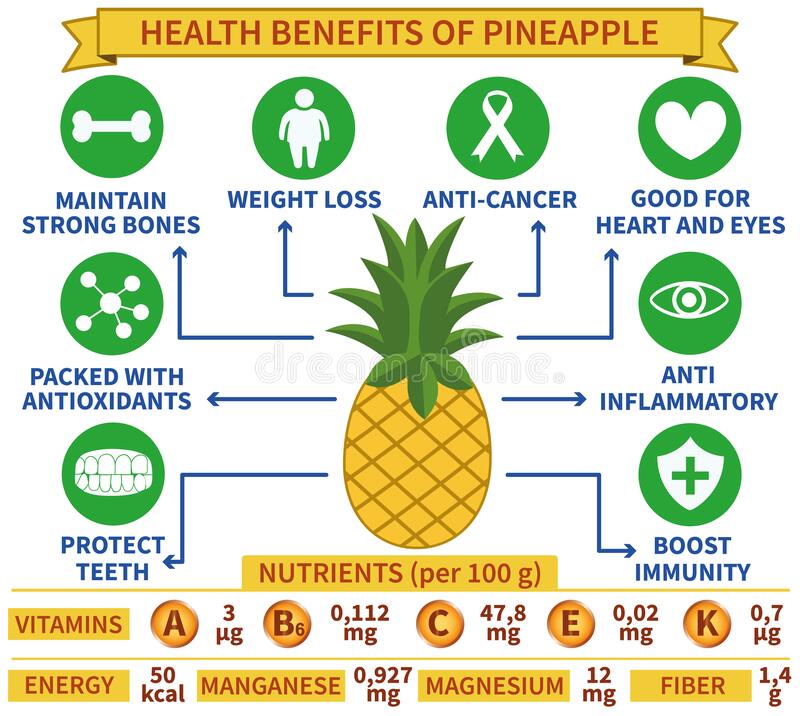 HEALTH BENEFITS OF PINEAPPLE
MAINTAIN
STRONG BONES
WEIGHT LOSS
ANTI-CANCER
GOOD FOR
HEART AND EYES
PACKED WITH
ANTIOXIDANTS
ANTI
INFLAMMATORY
dreamstime
PROTECT
TEETH
BOOST
IMMUNITY
NUTRIENTS (per 100 g)
VITAMINS A 3 µg B6 0,112 mg C 47,8 mg E 0,02 mg K 0,7 µg
ENERGY 50 kcal MANGANESE 0,927 mg MAGNESIUM 12 mg FIBER 1,4 g